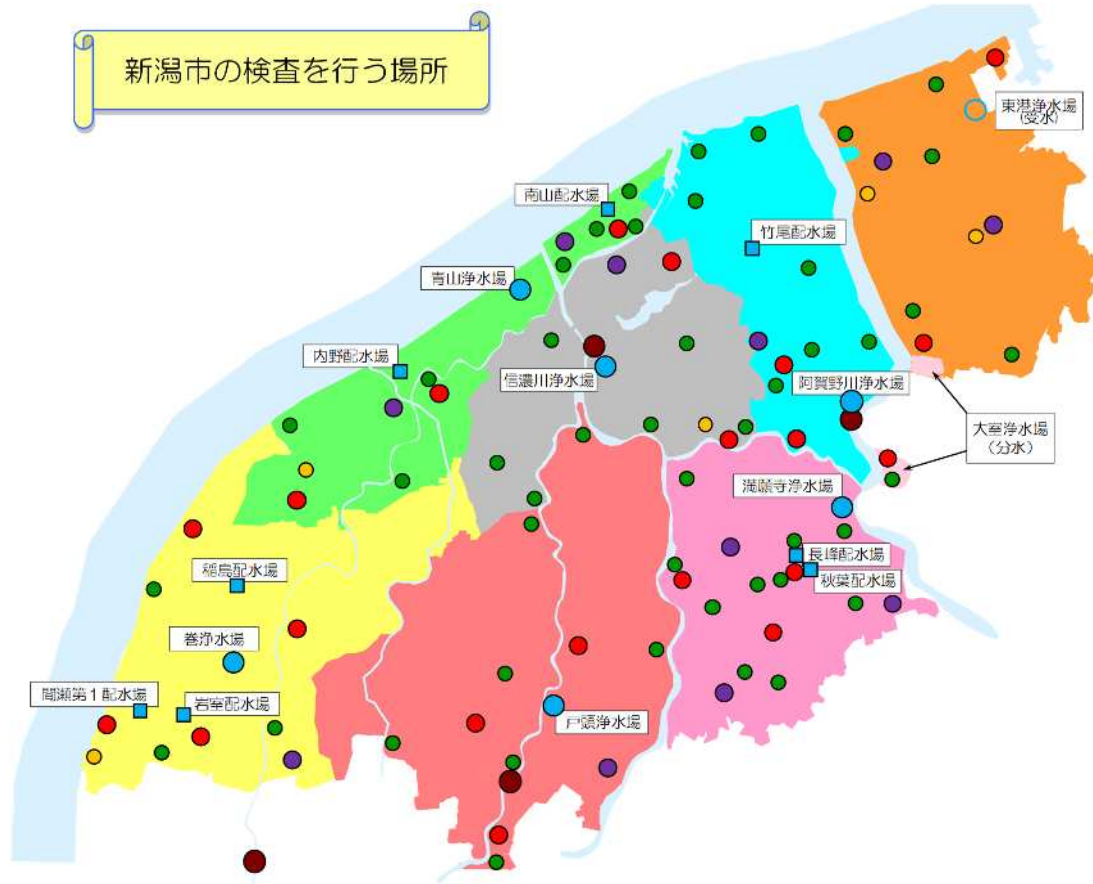 新潟市の検査を行う場所
東港浄水場
(受水)
南山配水場
竹尾配水場
青山浄水場
内野配水場
信濃川浄水場
阿賀野川浄水場
大室浄水場
(分水)
満願寺浄水場
長峰配水場
秋葉配水場
稲島配水場
巻浄水場
間瀬第1配水場
岩室配水場
戸頭浄水場